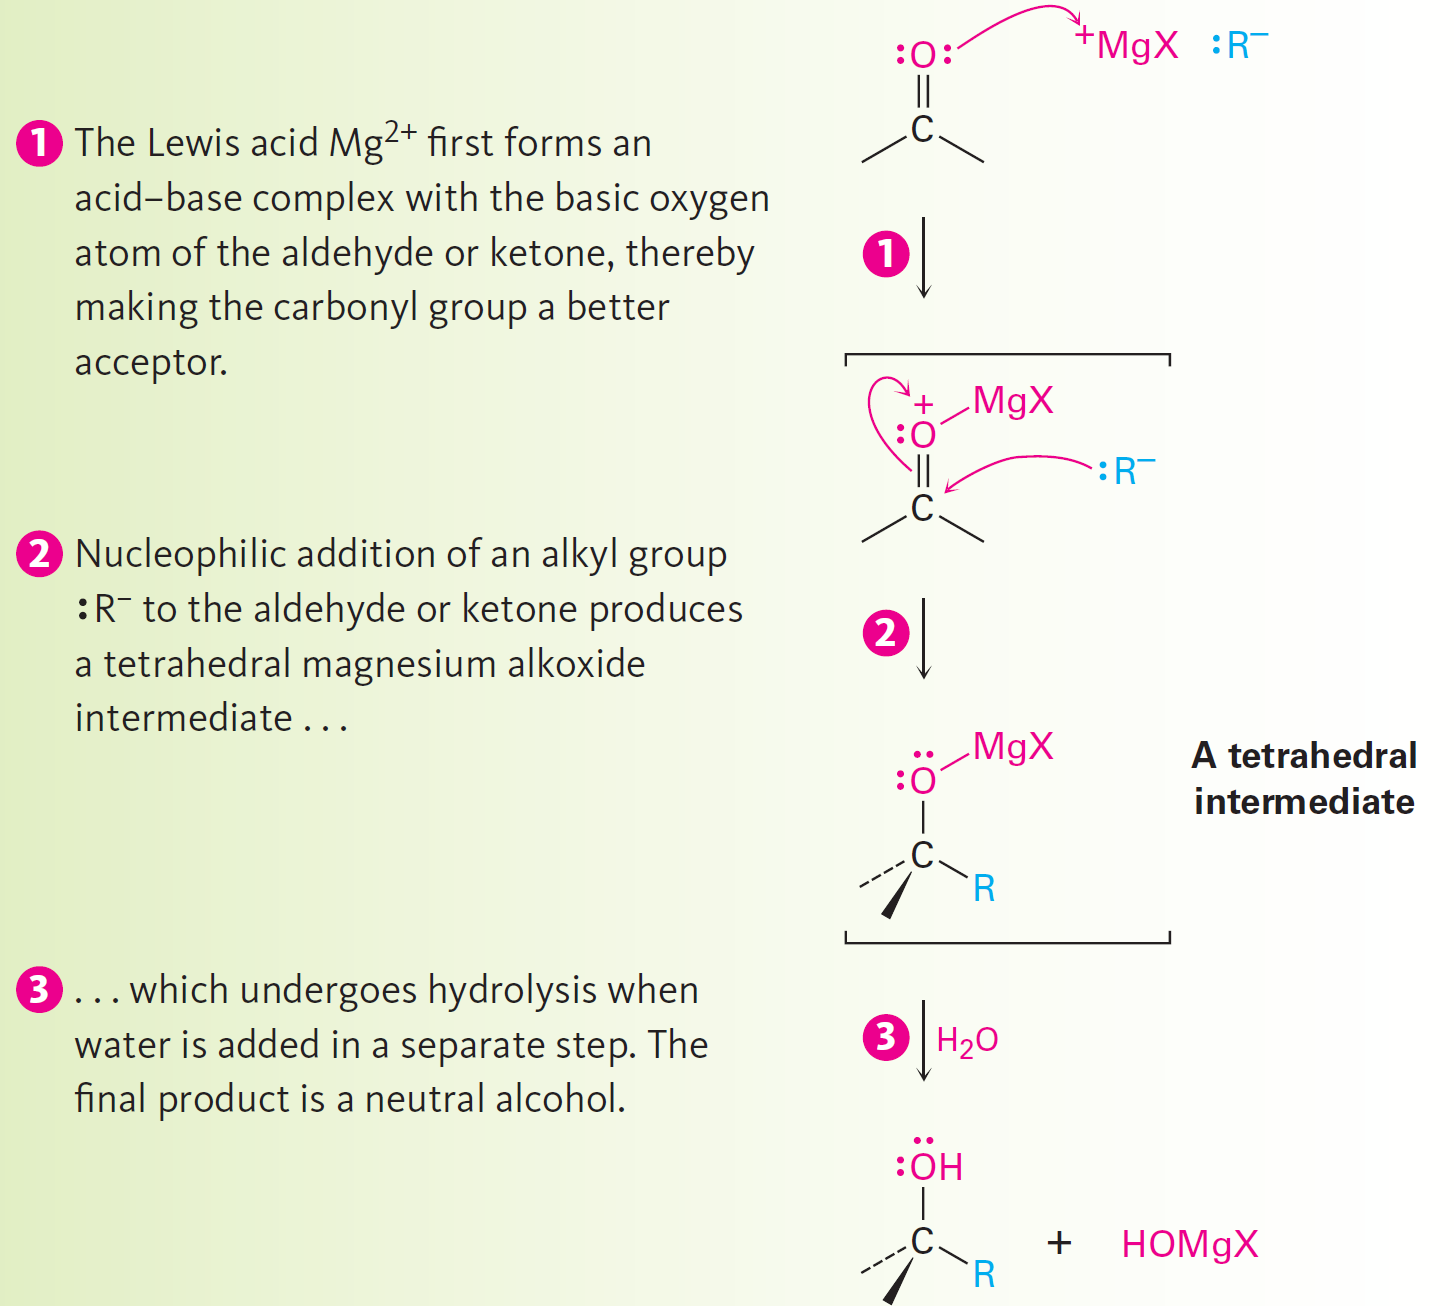 :O: +MgX :R−
C
1 The Lewis acid Mg2+ first forms an
acid–base complex with the basic oxygen
atom of the aldehyde or ketone, thereby
making the carbonyl group a better
acceptor.
1
+
:O MgX
:R−
C
2 Nucleophilic addition of an alkyl group
:R− to the aldehyde or ketone produces
a tetrahedral magnesium alkoxide
intermediate . . .
2
:O MgX
C
R
A tetrahedral
intermediate
3 . . . which undergoes hydrolysis when
water is added in a separate step. The
final product is a neutral alcohol.
3 H2O
:OH
C
R
+ HOMgX